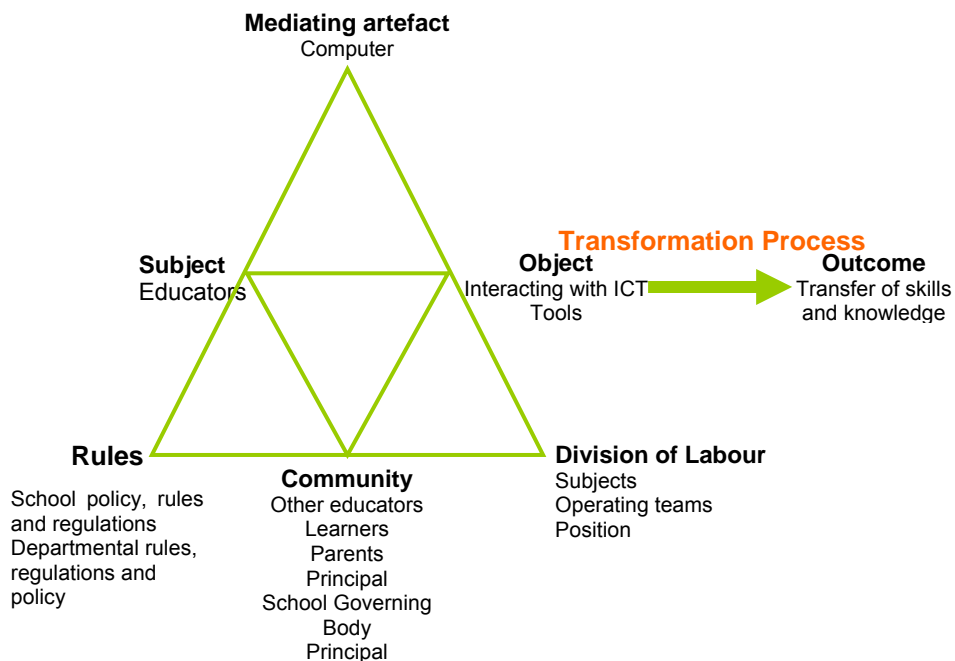 Mediating artefact
Computer
Transformation Process
Subject
Educators
Object
Interacting with ICT
Tools
Outcome
Transfer of skills
and knowledge
Rules
School policy, rules
and regulations
Departmental rules,
regulations and
policy
Community
Other educators
Learners
Parents
Principal
School Governing
Body
Principal
Division of Labour
Subjects
Operating teams
Position